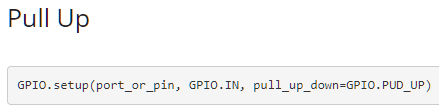 Pull Up
GPIO.setup(port_or_pin, GPIO.IN, pull_up_down=GPIO.PUD_UP)